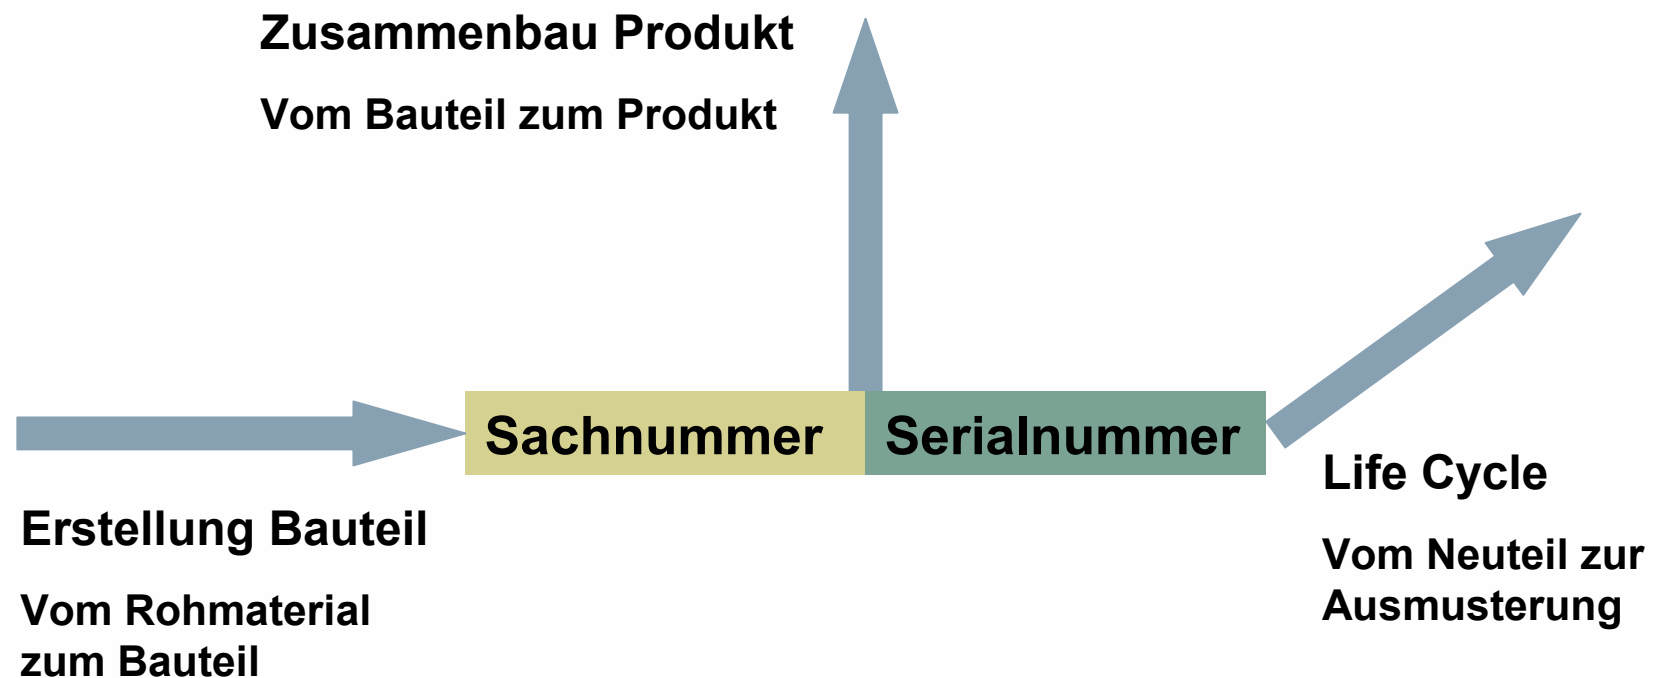 Zusammenbau Produkt
Vom Bauteil zum Produkt
Sachnummer
Serialnummer
Erstellung Bauteil
Vom Rohmaterial
zum Bauteil
Life Cycle
Vom Neuteil zur
Ausmusterung